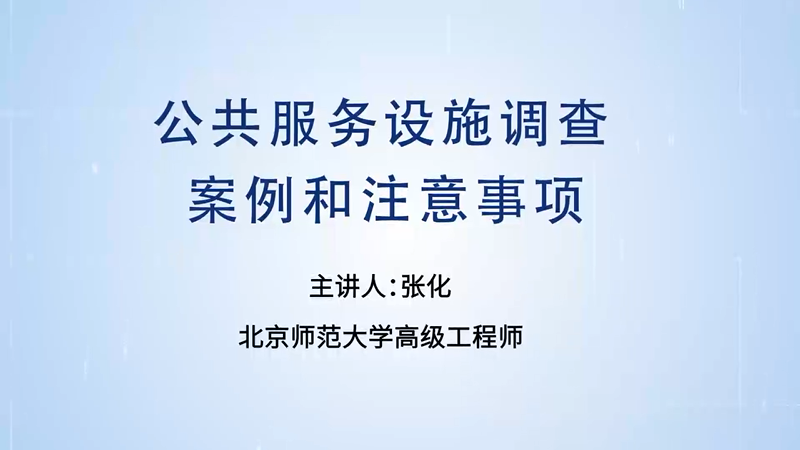 公共服务设施调查
案例和注意事项
主讲人：张化
北京师范大学高级工程师